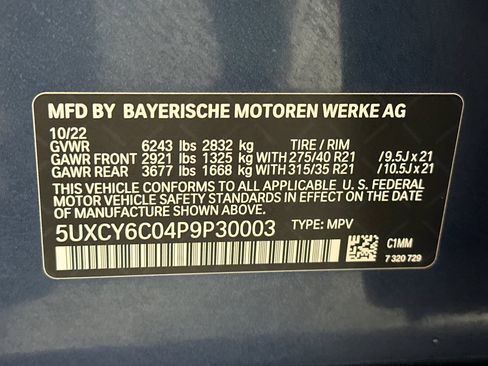 MFD BY BAYERISCHE MOTOREN WERKE AG
10/22
GVWR 6243 lbs 2832 kg TIRE / RIM
GAWR FRONT 2921 lbs 1325 kg WITH 275/40 R21 / 9.5J x 21
GAWR REAR 3677 lbs 1668 kg WITH 315/35 R21 / 10.5J x 21
THIS VEHICLE CONFORMS TO ALL APPLICABLE U. S. FEDERAL
MOTOR VEHICLE SAFETY STANDARDS IN EFFECT ON THE DATE OF
MANUFACTURE SHOWN ABOVE.
5UXCY6C04P9P30003 TYPE: MPV
C1MM
7 320 729